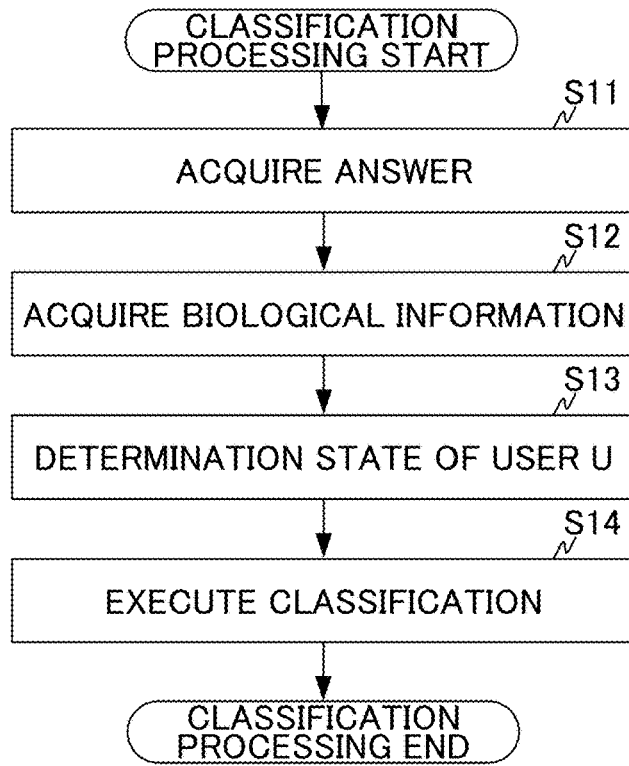 CLASSIFICATION
PROCESSING START
S11
ACQUIRE ANSWER
S12
ACQUIRE BIOLOGICAL INFORMATION
S13
DETERMINATION STATE OF USER U
S14
EXECUTE CLASSIFICATION
CLASSIFICATION
PROCESSING END